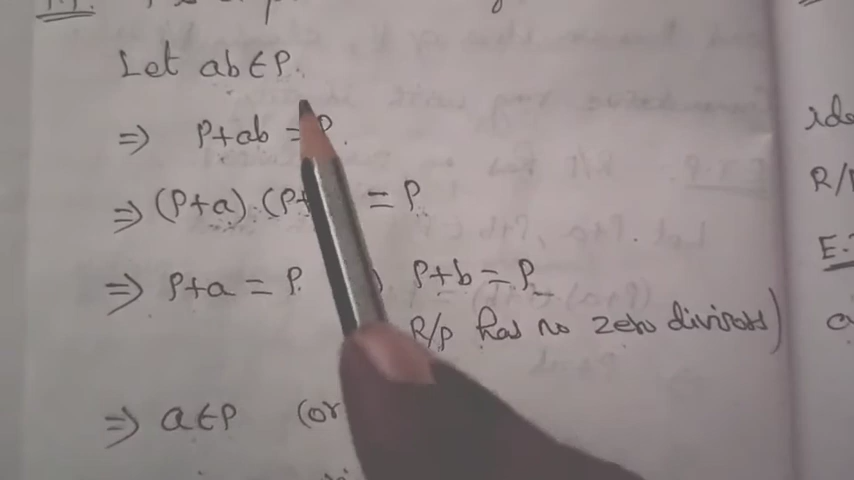 Let ab ∈ P.
⇒ P+ab = P.
⇒ (P+a).(P+ = P
⇒ P+a = P P+b = P
R/P has no zero divisors)
⇒ a ∈ P (or
R/
E.